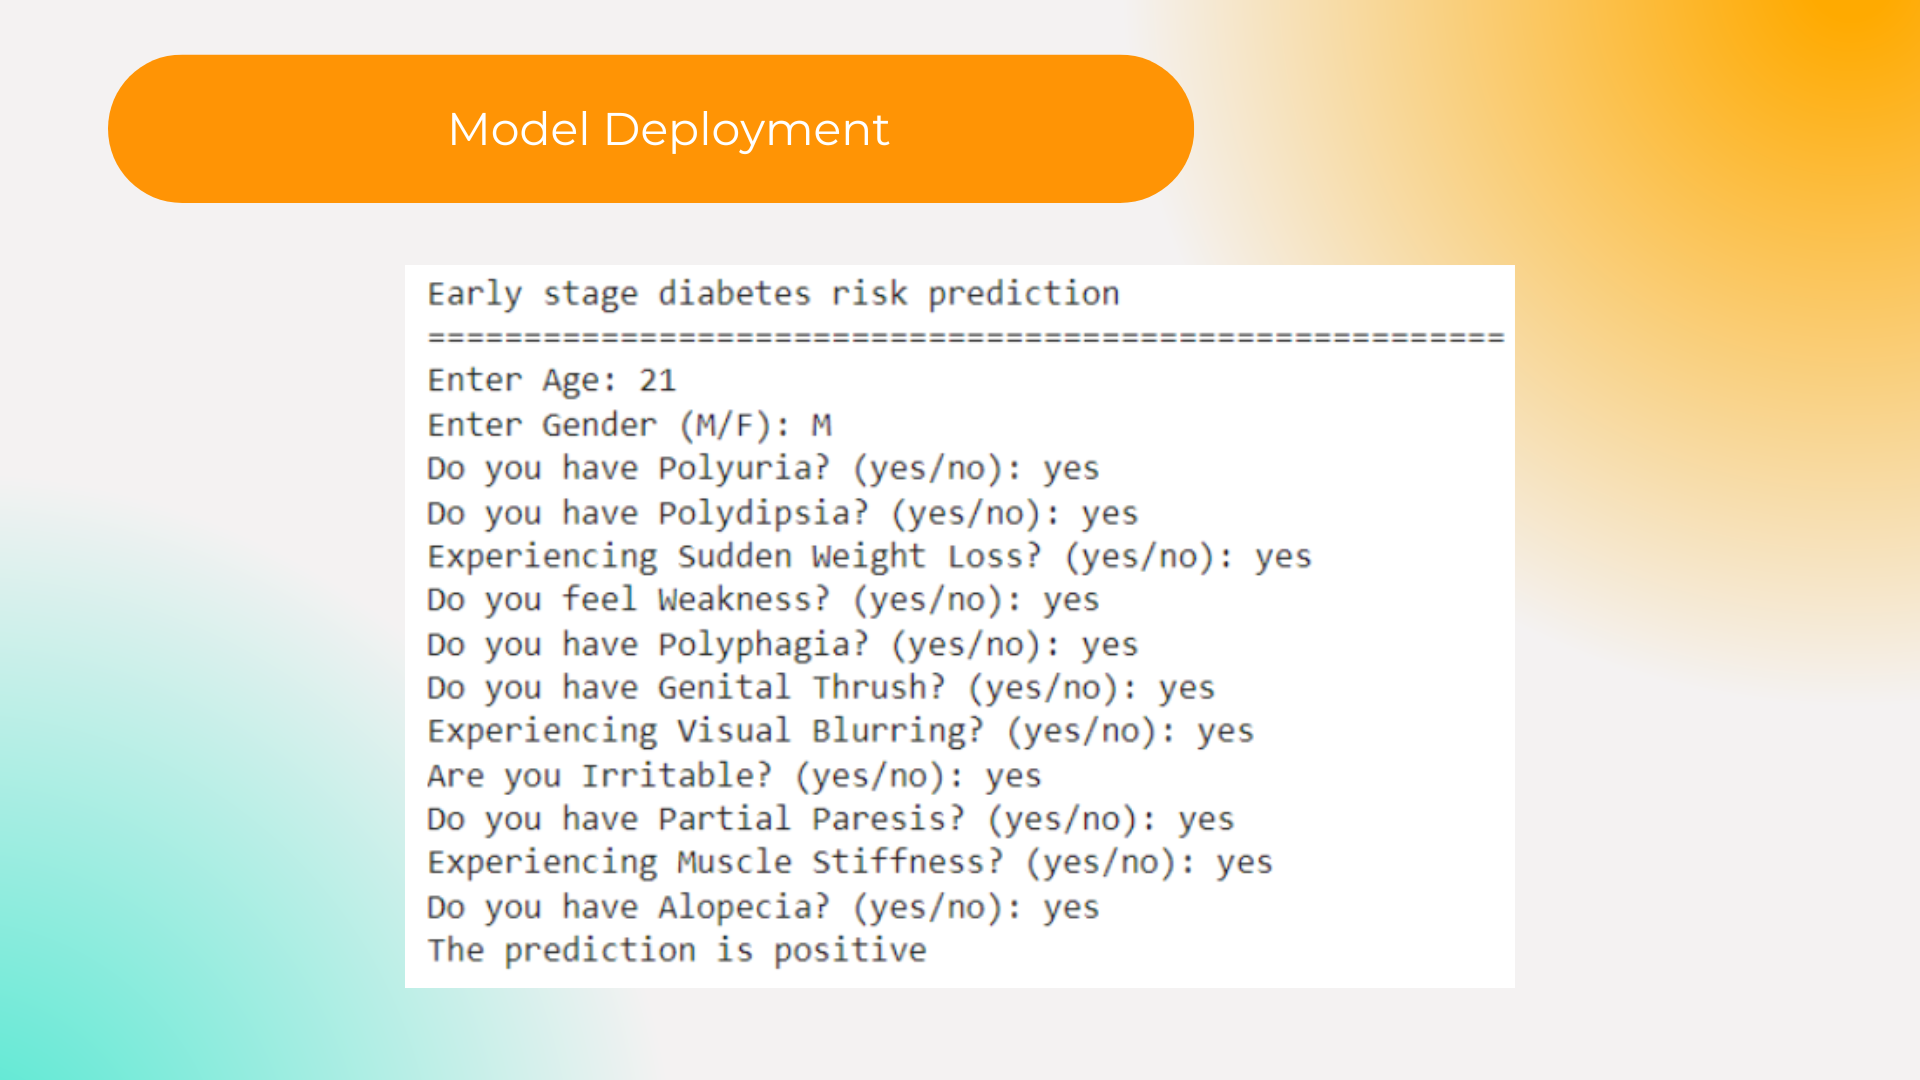 Model Deployment
Early stage diabetes risk prediction
========================================================
Enter Age: 21
Enter Gender (M/F): M
Do you have Polyuria? (yes/no): yes
Do you have Polydipsia? (yes/no): yes
Experiencing Sudden Weight Loss? (yes/no): yes
Do you feel Weakness? (yes/no): yes
Do you have Polyphagia? (yes/no): yes
Do you have Genital Thrush? (yes/no): yes
Experiencing Visual Blurring? (yes/no): yes
Are you Irritable? (yes/no): yes
Do you have Partial Paresis? (yes/no): yes
Experiencing Muscle Stiffness? (yes/no): yes
Do you have Alopecia? (yes/no): yes
The prediction is positive